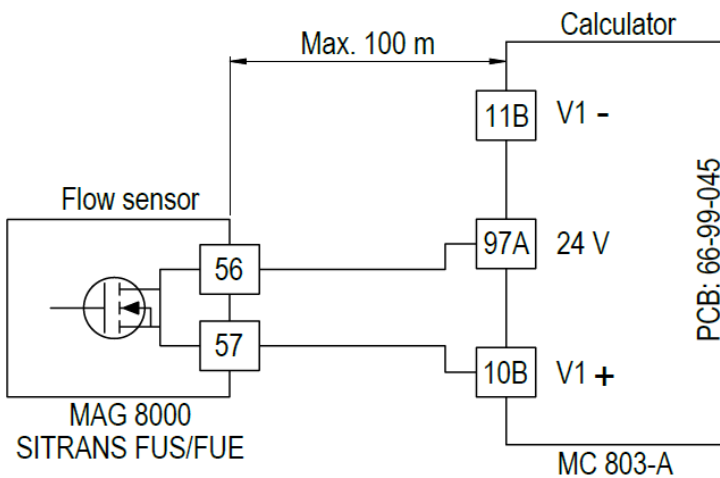 Calculator
Max. 100 m
11B V1 -
Flow sensor
56
97A 24 V
57
10B V1 +
PCB: 66-99-045
MAG 8000
SITRANS FUS/FUE
MC 803-A